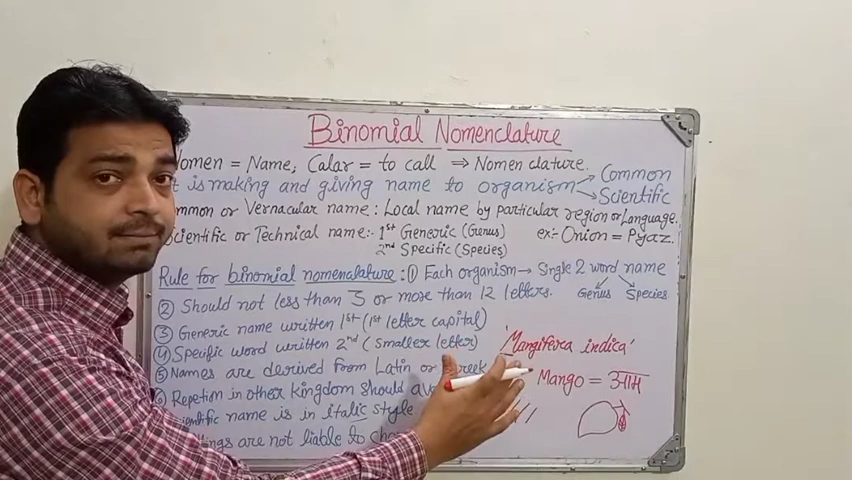 Binomial Nomenclature
Nomen = Name, Calar = to call ⇒ Nomenclature.
it is making and giving name to organism
Common
Scientific
Common or Vernacular name : Local name by particular region or Language.
Scientific or Technical name:- 1st Generic (Genus) ex:- Onion = Pyaz.
2nd Specific (Species)
Rule for binomial nomenclature : ① Each organism → Single 2 word name
Genus Species
② Should not less than 3 or more than 12 letters.
③ Generic name written 1st (1st letter capital)
④ Specific word written 2nd (smaller letter)
'Mangifera indica'
⑤ Names are derived from Latin or Greek
Mango = आम
⑥ Repetion in other kingdom should
name is in italic style.
are not liable to